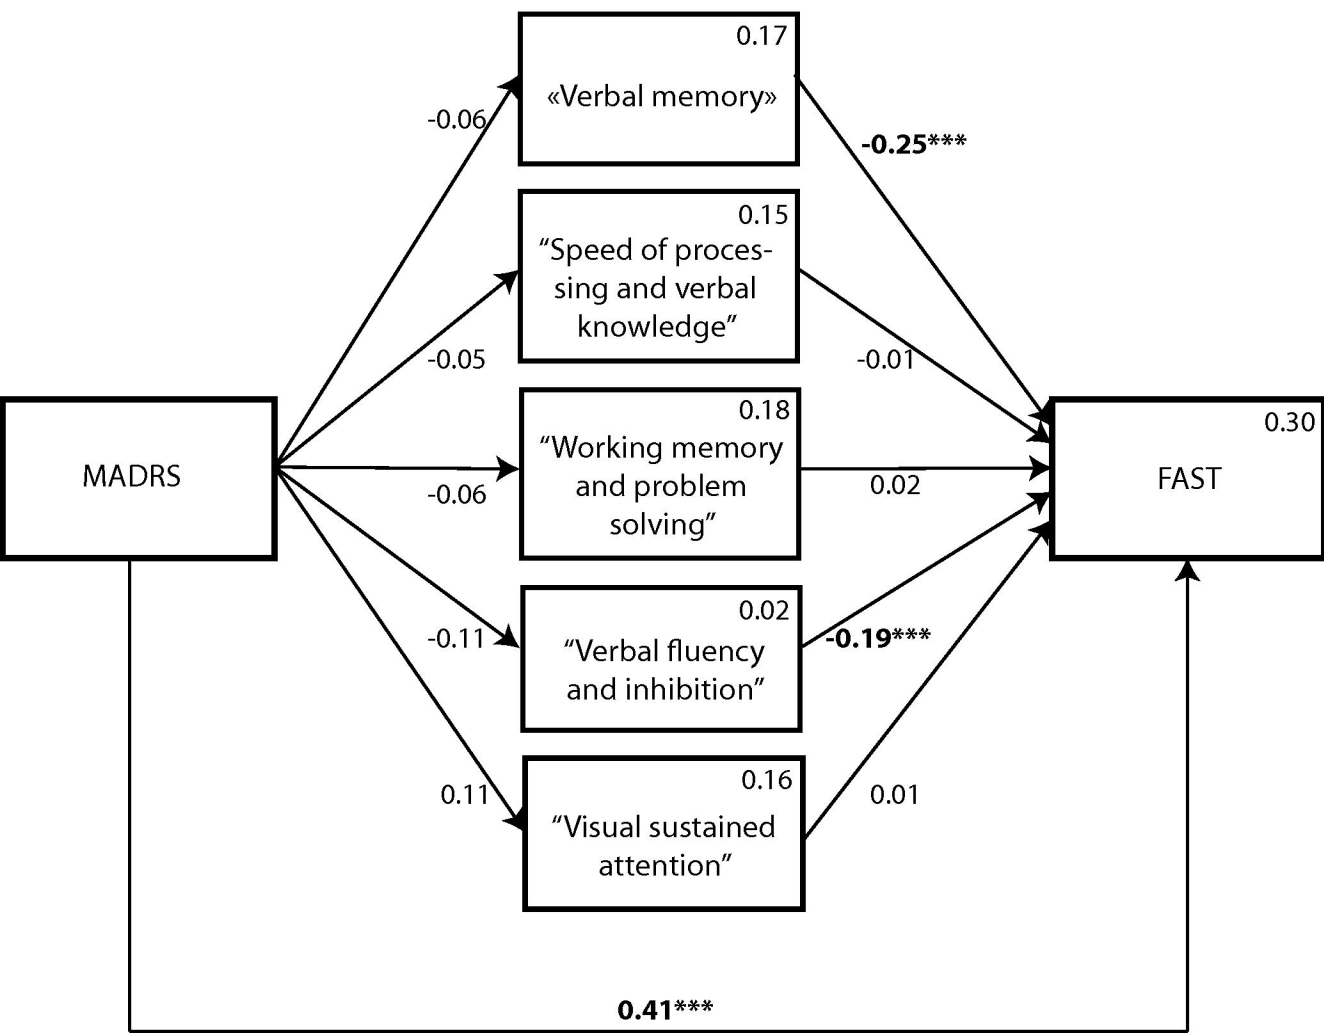 0.17
«Verbal memory»
-0.06
-0.25***
0.15
“Speed of proces-
sing and verbal
knowledge”
-0.05
-0.01
0.18
“Working memory
and problem
solving”
-0.06
0.02
MADRS
0.30
FAST
0.02
“Verbal fluency
and inhibition”
-0.11
-0.19***
0.16
“Visual sustained
attention”
0.11
0.01
0.41***